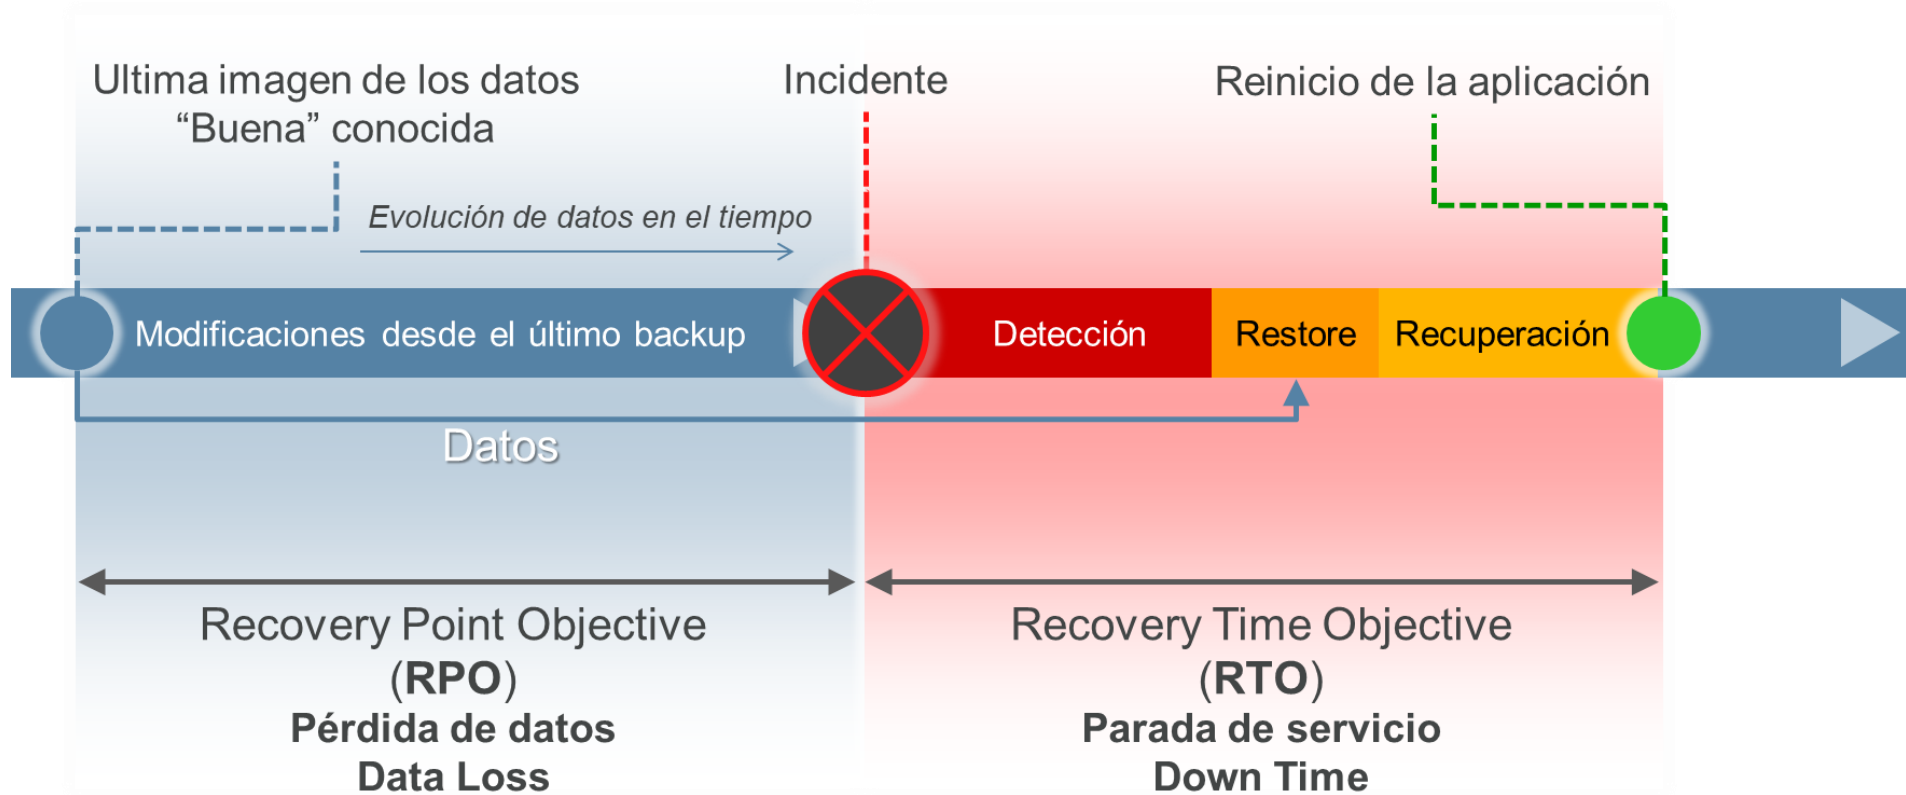 Ultima imagen de los datos
“Buena” conocida
Incidente
Reinicio de la aplicación
Evolución de datos en el tiempo
Modificaciones desde el último backup
Detección
Restore
Recuperación
Datos
Recovery Point Objective
(RPO)
Pérdida de datos
Data Loss
Recovery Time Objective
(RTO)
Parada de servicio
Down Time